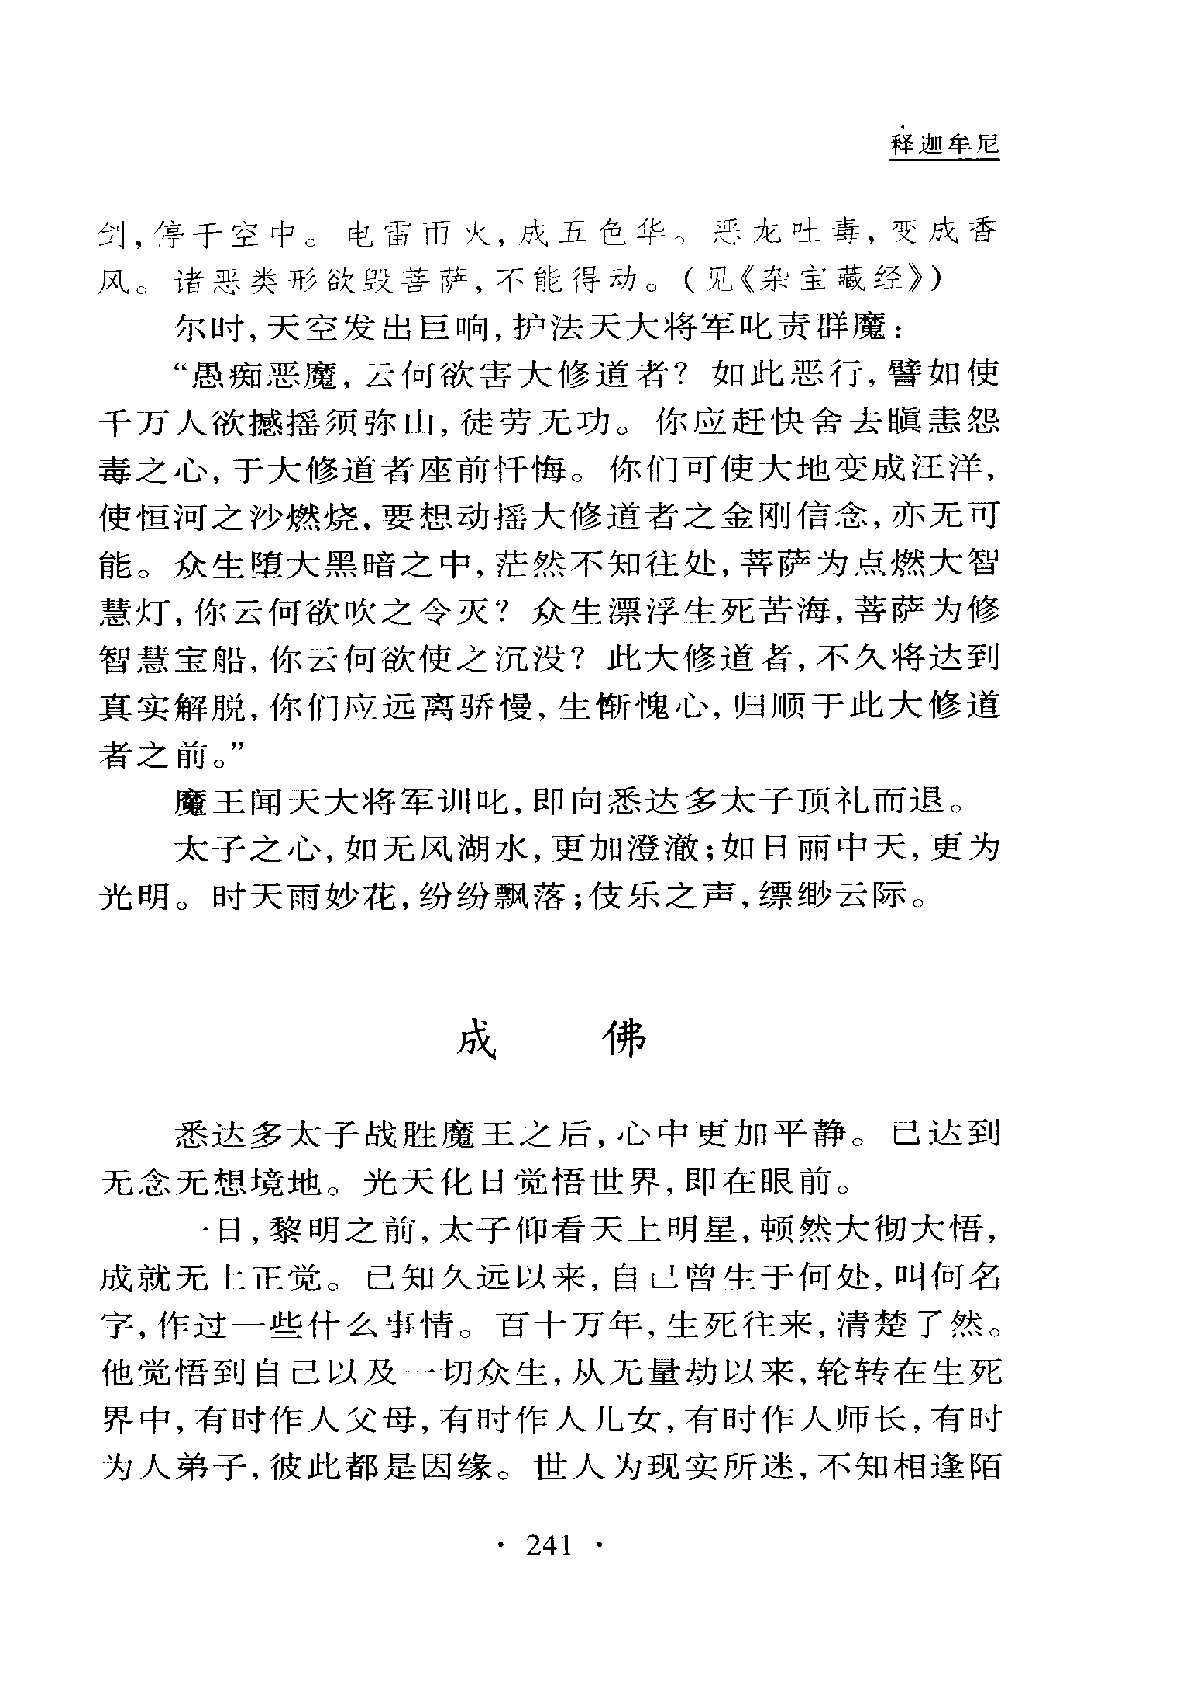 释迦牟尼
剑,停于空中。电雷雨火,成五色华。恶龙吐毒,变成香
风。诸恶类形欲毁菩萨,不能得动。(见《杂宝藏经》)
尔时,天空发出巨响,护法天大将军叱责群魔:
“愚痴恶魔,云何欲害大修道者?如此恶行,譬如使
千万人欲撼摇须弥山,徒劳无功。你应赶快舍去瞋恚怨
毒之心,于大修道者座前忏悔。你们可使大地变成汪洋,
使恒河之沙燃烧,要想动摇大修道者之金刚信念,亦无可
能。众生堕大黑暗之中,茫然不知往处,菩萨为点燃大智
慧灯,你云何欲吹之令灭?众生漂浮生死苦海,菩萨为修
智慧宝船,你云何欲使之沉没?此大修道者,不久将达到
真实解脱,你们应远离骄慢,生惭愧心,归顺于此大修道
者之前。”
魔王闻天大将军训叱,即向悉达多太子顶礼而退。
太子之心,如无风湖水,更加澄澈;如日丽中天,更为
光明。时天雨妙花,纷纷飘落;伎乐之声,缥缈云际。
成 佛
悉达多太子战胜魔王之后,心中更加平静。已达到
无念无想境地。光天化日觉悟世界,即在眼前。
一日,黎明之前,太子仰看天上明星,顿然大彻大悟,
成就无上正觉。已知久远以来,自己曾生于何处,叫何名
字,作过一些什么事情。百十万年,生死往来,清楚了然。
他觉悟到自己以及一切众生,从无量劫以来,轮转在生死
界中,有时作人父母,有时作人儿女,有时作人师长,有时
为人弟子,彼此都是因缘。世人为现实所迷,不知相逢陌
· 241 ·